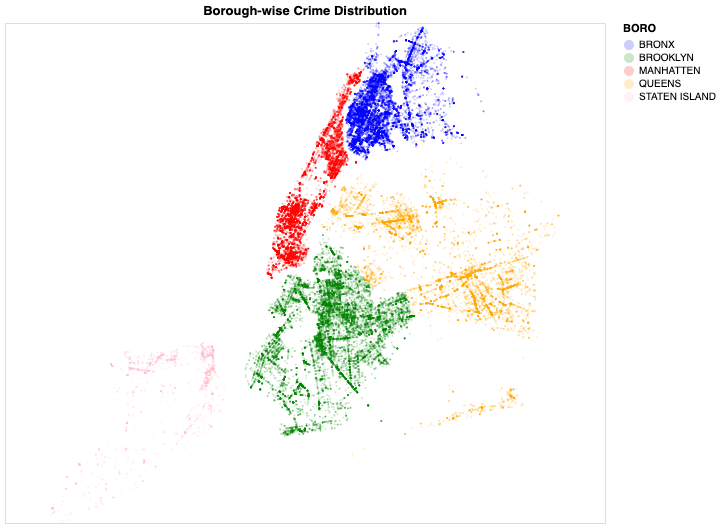 Borough-wise Crime Distribution
BORO
BRONX
BROOKLYN
MANHATTEN
QUEENS
STATEN ISLAND